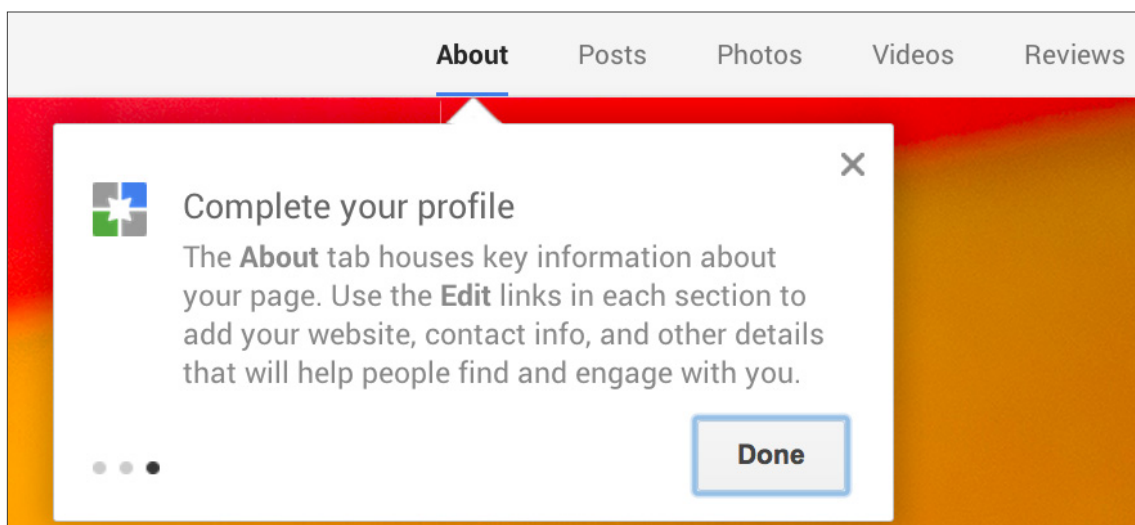 About Posts Photos Videos Reviews
Complete your profile
The About tab houses key information about
your page. Use the Edit links in each section to
add your website, contact info, and other details
that will help people find and engage with you.
Done